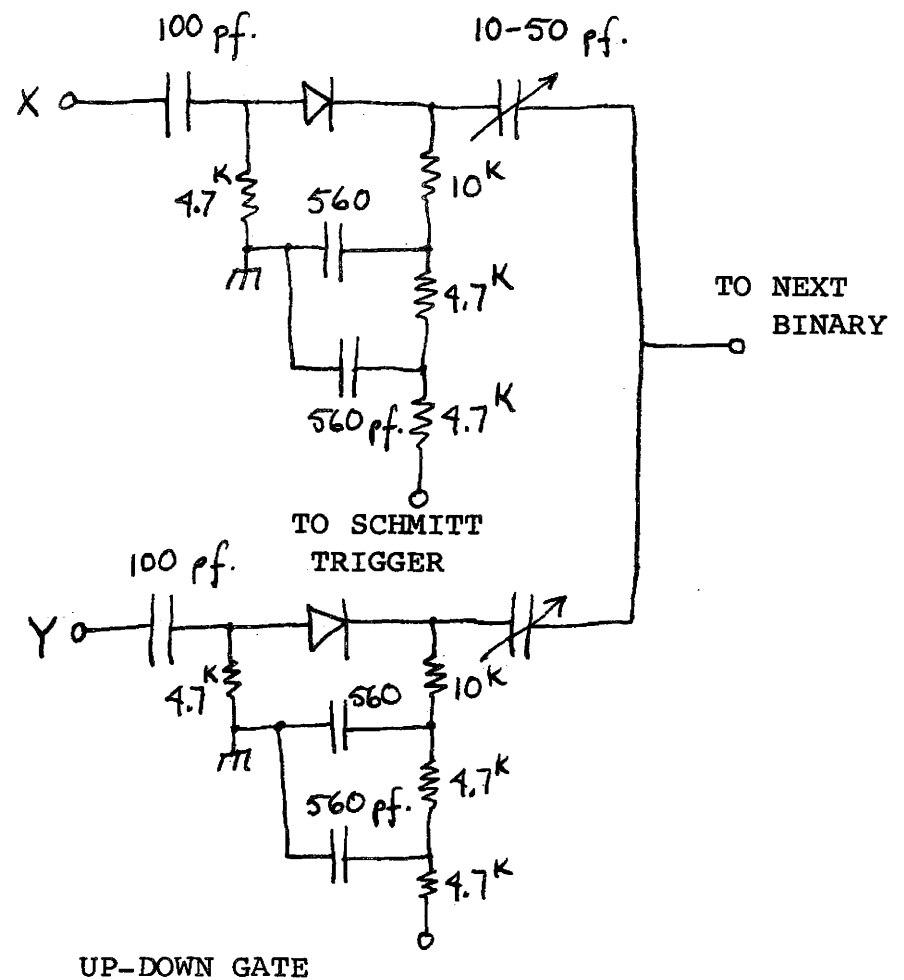 100 pf.
10-50 pf.
X
4.7K
10K
560
4.7K
560 pf.
4.7K
TO NEXT
BINARY
TO SCHMITT
TRIGGER
100 pf.
Y
4.7K
10K
560
4.7K
560 pf.
4.7K
UP-DOWN GATE